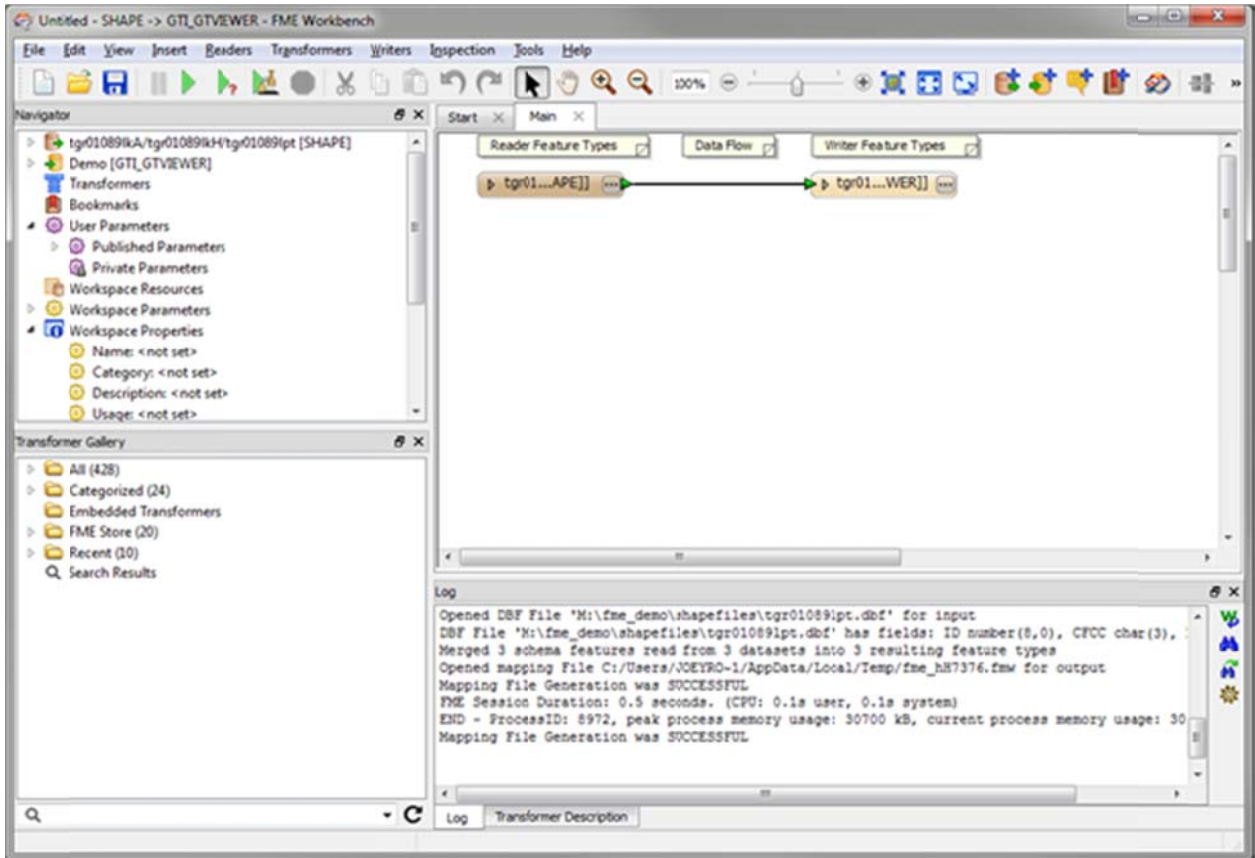 Untitled - SHAPE -> GTI_GTVIEWER - FME Workbench
File Edit View Insert Readers Transformers Writers Inspection Tools Help
100%
Navigator
tgr01089lkA/tgr01089lkH/tgr01089lpt [SHAPE]
Demo [GTI_GTVIEWER]
Transformers
Bookmarks
User Parameters
Published Parameters
Private Parameters
Workspace Resources
Workspace Parameters
Workspace Properties
Name: <not set>
Category: <not set>
Description: <not set>
Usage: <not set>
Transformer Gallery
All (428)
Categorized (24)
Embedded Transformers
FME Store (20)
Recent (10)
Search Results
Start Main
Reader Feature Types Data Flow Writer Feature Types
tgr01...APE]] tgr01...WER]]
Log
Opened DBF File 'M:\fme_demo\shapefiles\tgr01089lpt.dbf' for input
DBF File 'M:\fme_demo\shapefiles\tgr01089lpt.dbf' has fields: ID number(8,0), CFCC char(3),
Merged 3 schema features read from 3 datasets into 3 resulting feature types
Opened mapping File C:/Users/JOEYRO~1/AppData/Local/Temp/fme_hH7376.fmw for output
Mapping File Generation was SUCCESSFUL
FME Session Duration: 0.5 seconds. (CPU: 0.1s user, 0.1s system)
END - ProcessID: 8972, peak process memory usage: 30700 kB, current process memory usage: 30
Mapping File Generation was SUCCESSFUL
Log Transformer Description